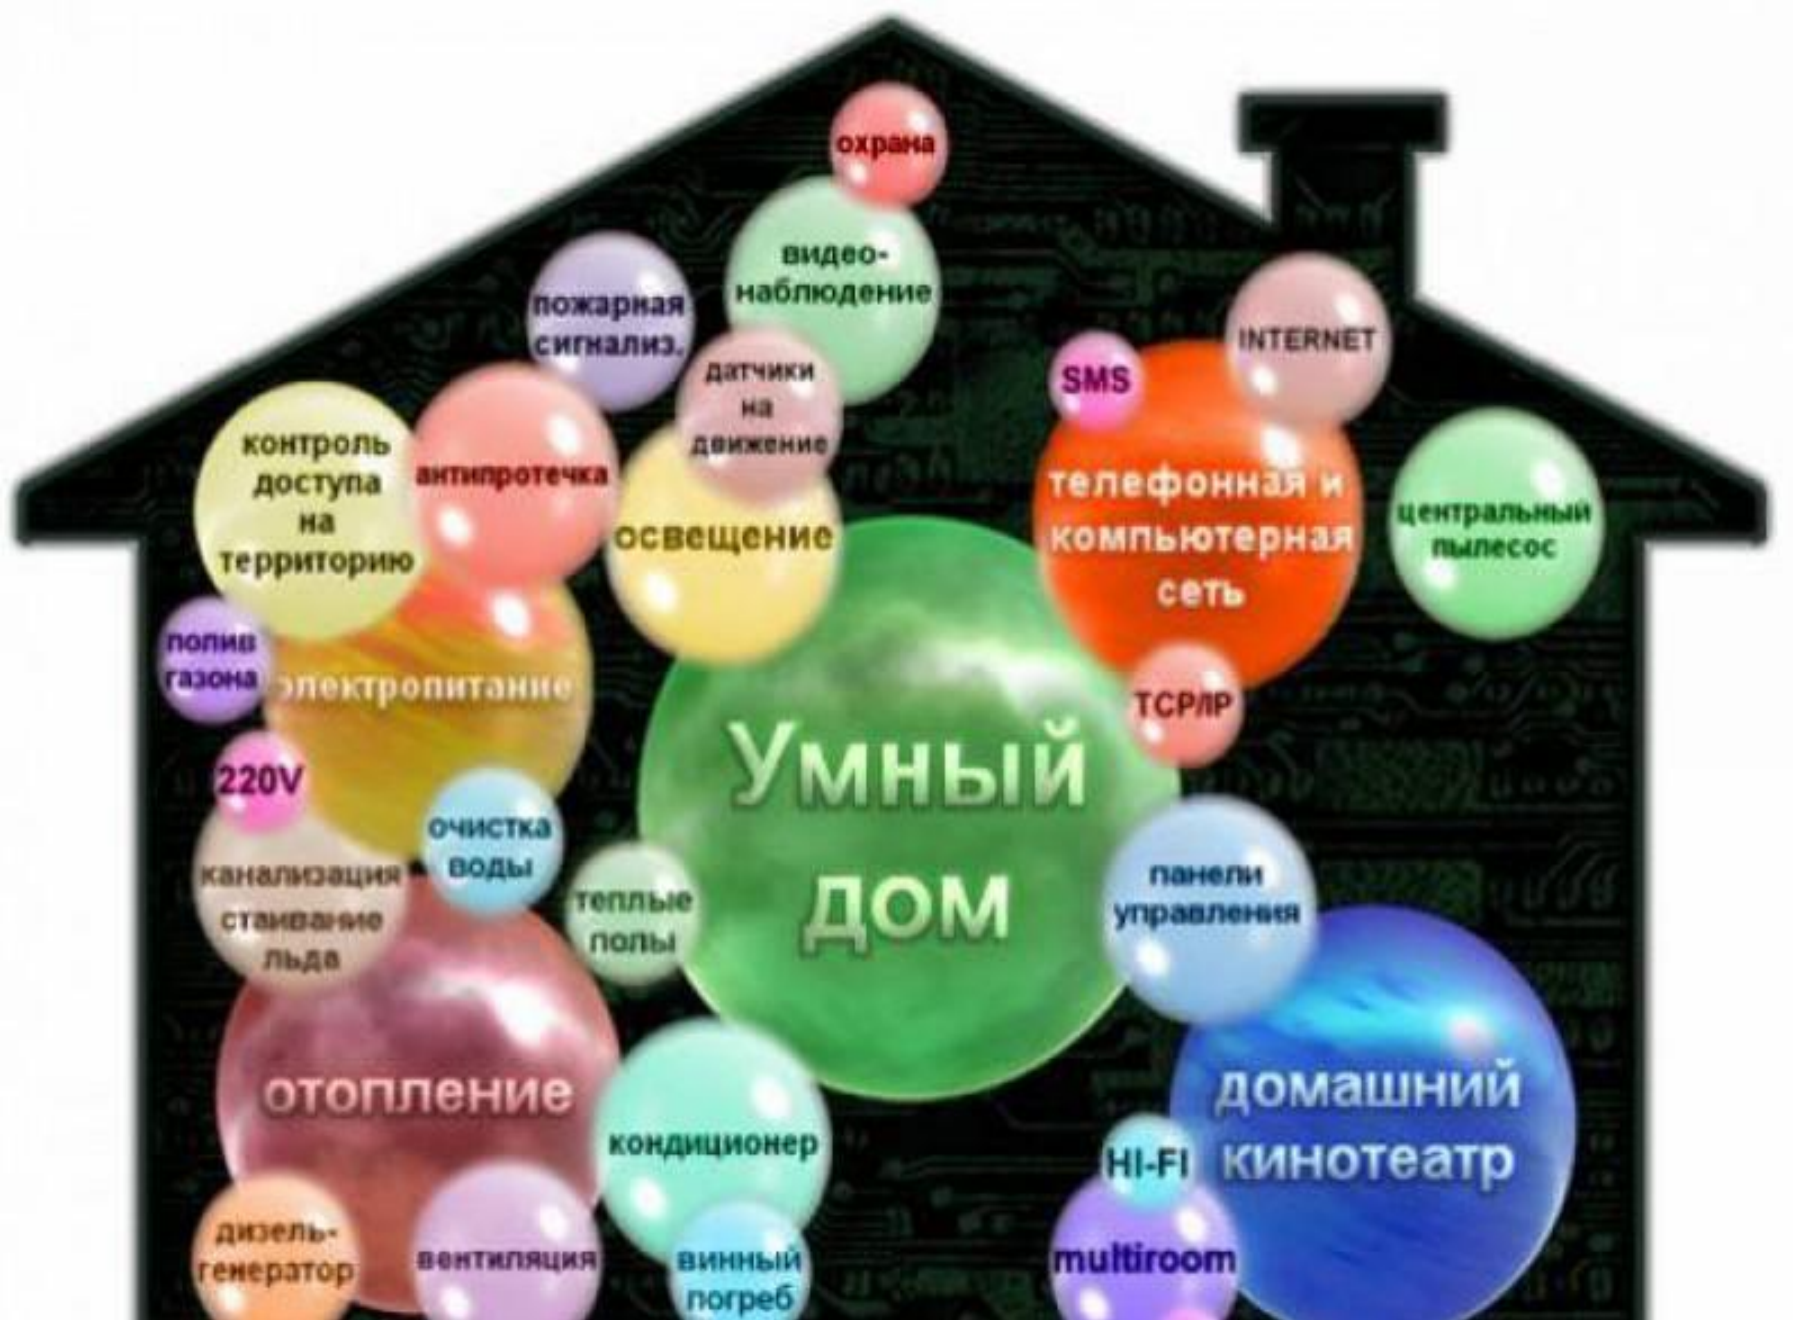 охрана
видео-
наблюдение
пожарная
сигнализ.
датчики
на
движение
INTERNET
SMS
телефонная и
компьютерная
сеть
TCP/IP
центральный
пылесос
контроль
доступа
на
территорию
антипротечка
освещение
полив
газона
электропитание
220V
очистка
воды
канализация
стаивание
льда
теплые
полы
Умный
дом
панели
управления
отопление
кондиционер
домашний
кинотеатр
HI-FI
multiroom
дизель-
генератор
вентиляция
винный
погреб